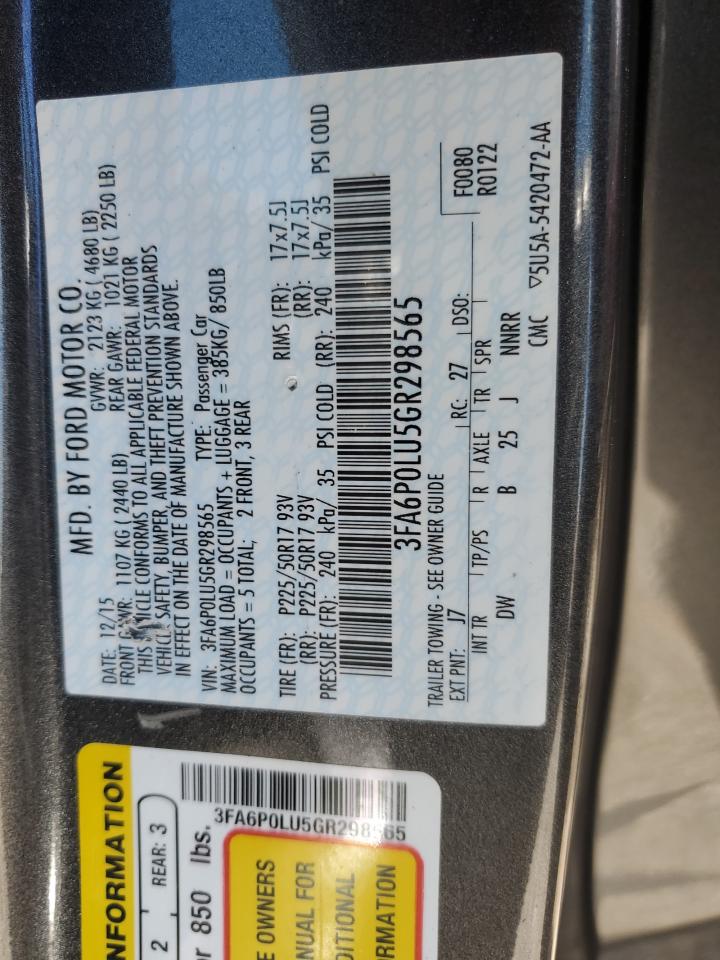 MFD. BY FORD MOTOR CO.
DATE: 12/15 GVWR: 2123 KG ( 4680 LB)
FRONT GAWR: 1107 KG ( 2440 LB) REAR GAWR: 1021 KG ( 2250 LB)
THIS VEHICLE CONFORMS TO ALL APPLICABLE FEDERAL MOTOR
VEHICLE SAFETY, BUMPER, AND THEFT PREVENTION STANDARDS
IN EFFECT ON THE DATE OF MANUFACTURE SHOWN ABOVE.
VIN: 3FA6P0LU5GR298565 TYPE: Passenger Car
MAXIMUM LOAD = OCCUPANTS + LUGGAGE = 385KG/ 850LB
OCCUPANTS = 5 TOTAL; 2 FRONT, 3 REAR
TIRE (FR): P225/50R17 93V RIMS (FR): 17x7.5J
(RR): P225/50R17 93V (RR): 17x7.5J
PRESSURE (FR): 240 kPa/ 35 PSI COLD (RR): 240 kPa/ 35 PSI COLD
3FA6P0LU5GR298565
TRAILER TOWING - SEE OWNER GUIDE
EXT PNT: J7 RC: 27 DSO:
F0080
R0122
INT TR TP/PS R AXLE TR SPR
DW B 25 J NNRR
CMC ▽5U5A-5420472-AA
NFORMATION
2 REAR: 3
850 lbs.
3FA6P0LU5GR298565
E OWNERS
ANUAL FOR
DITIONAL
RMATION